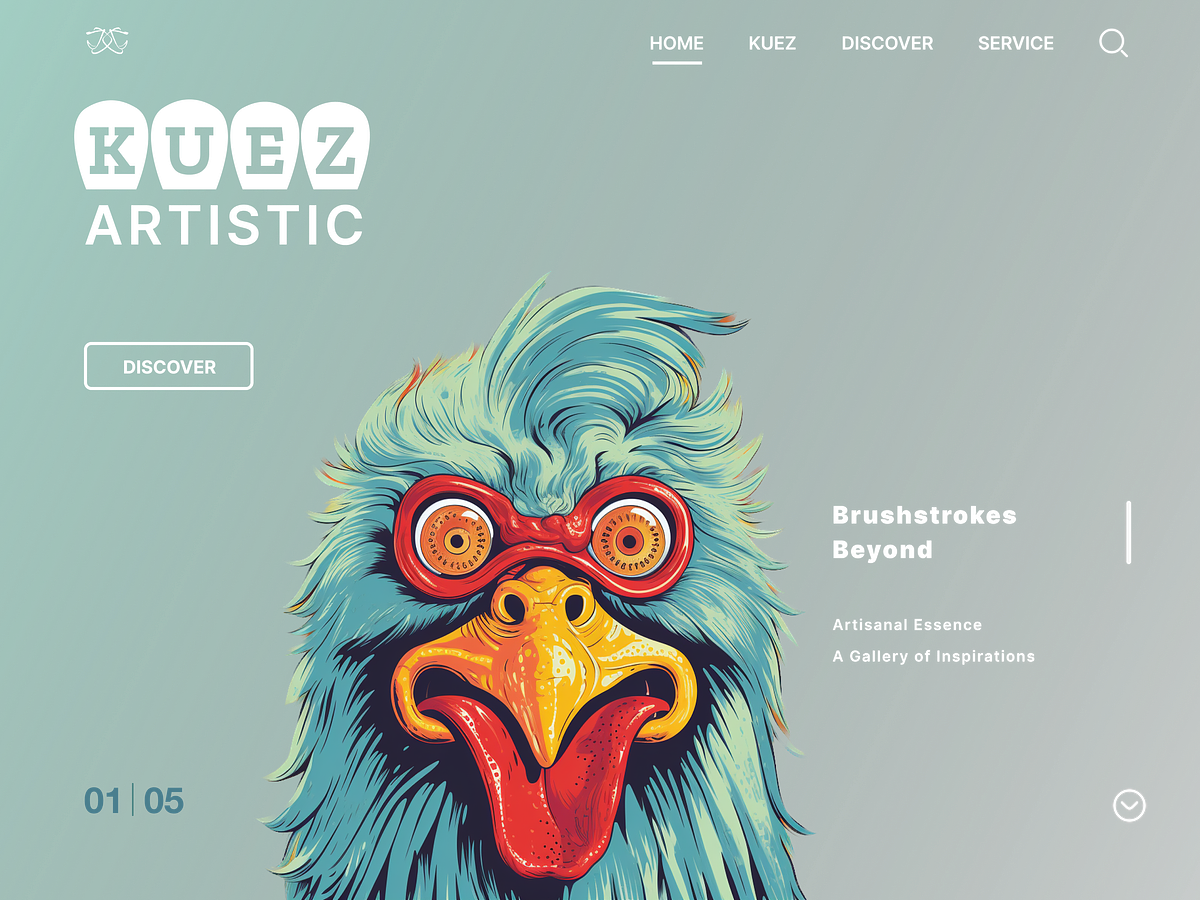 HOME KUEZ DISCOVER SERVICE
KUEZ
ARTISTIC
DISCOVER
Brushstrokes
Beyond
Artisanal Essence
A Gallery of Inspirations
01 | 05